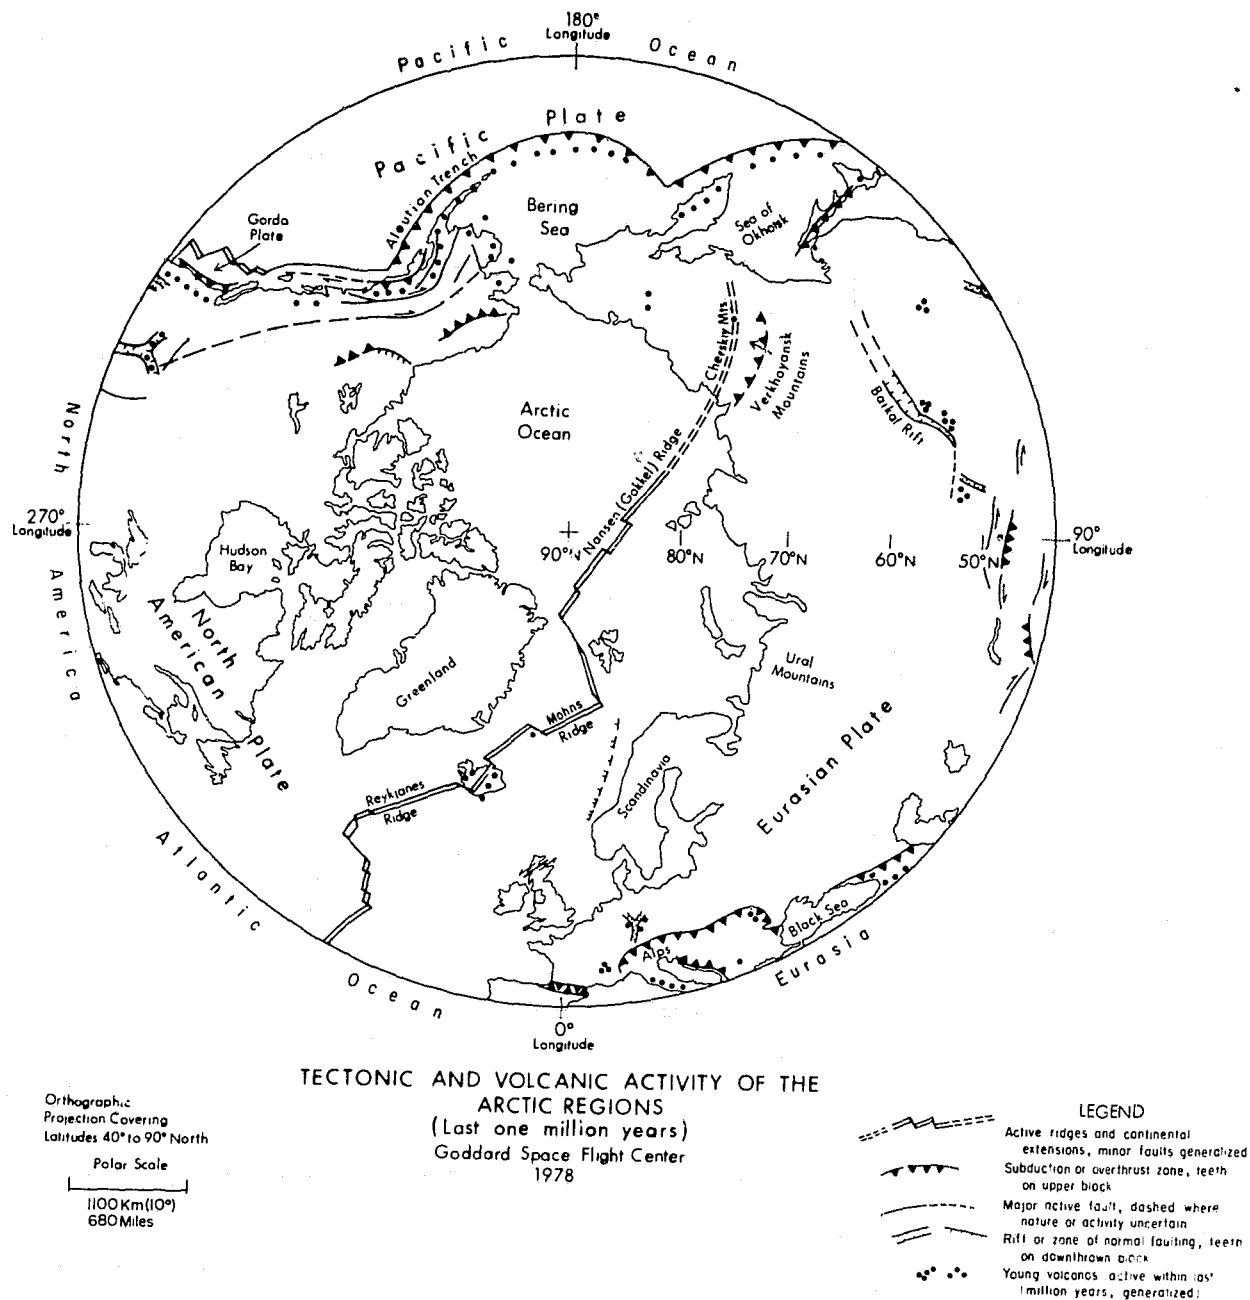 180°
Longitude
Pacific Ocean
Pacific Plate
Aleutian Trench
Bering
Sea
Sea of
Okhotsk
Gorda
Plate
Cherskiy Mts
Verkhoyansk
Mountains
Baikal Rift
Arctic
Ocean
Nansen (Gakkel) Ridge
North America
270°
Longitude
Hudson
Bay
90°N
80°N
70°N
60°N
50°N
90°
Longitude
North
American
Plate
Greenland
Ural
Mountains
Mohns
Ridge
Reykjanes
Ridge
Scandinavia
Eurasian Plate
Atlantic Ocean
Alps
Black Sea
Eurasia
0°
Longitude
TECTONIC AND VOLCANIC ACTIVITY OF THE
ARCTIC REGIONS
(Last one million years)
Goddard Space Flight Center
1978
Orthographic
Projection Covering
Latitudes 40° to 90° North
Polar Scale
1100 Km (10°)
680 Miles
LEGEND
Active ridges and continental
extensions, minor faults generalized
Subduction or overthrust zone, teeth
on upper block
Major active fault, dashed where
nature or activity uncertain
Rift or zone of normal faulting, teeth
on downthrown block
Young volcanos active within last
1 million years, generalized)